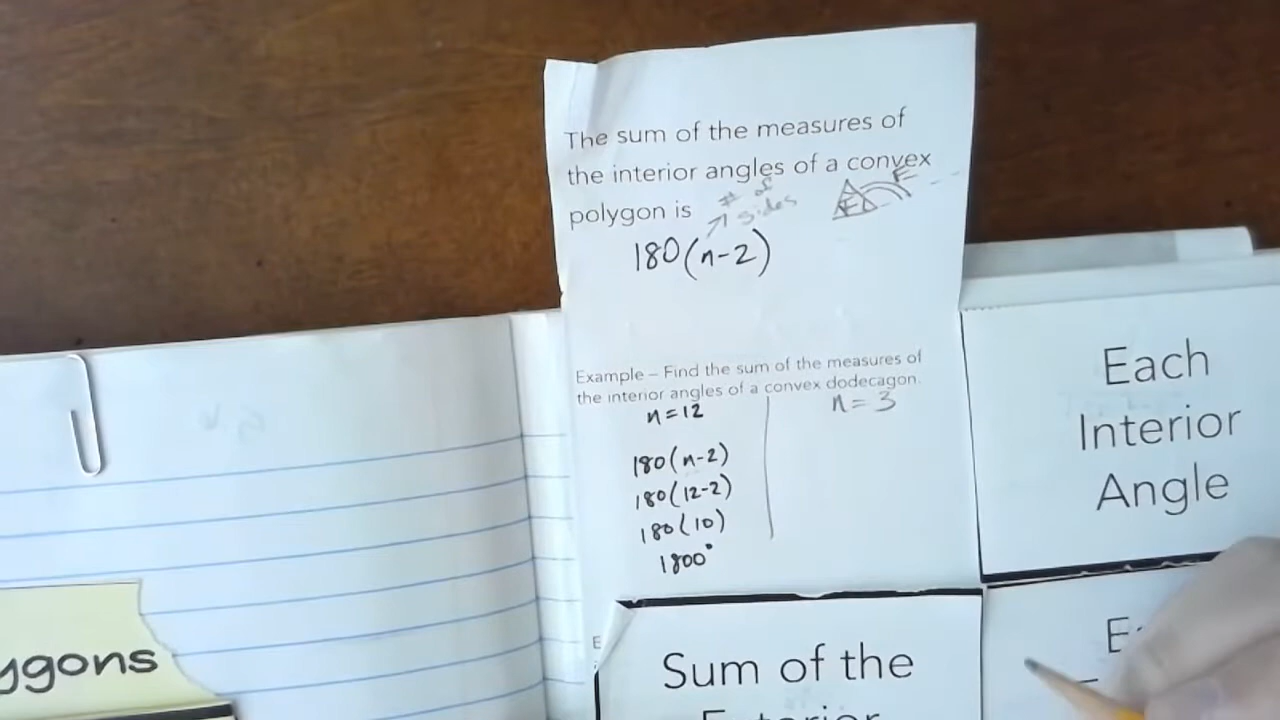 The sum of the measures of
the interior angles of a convex
polygon is
# of
sides
180(n-2)
Example – Find the sum of the measures of
the interior angles of a convex dodecagon.
n = 12
180(n-2)
180(12-2)
180(10)
1800°
n = 3
Each
Interior
Angle
ygons
E
Sum of the
Exterior
E